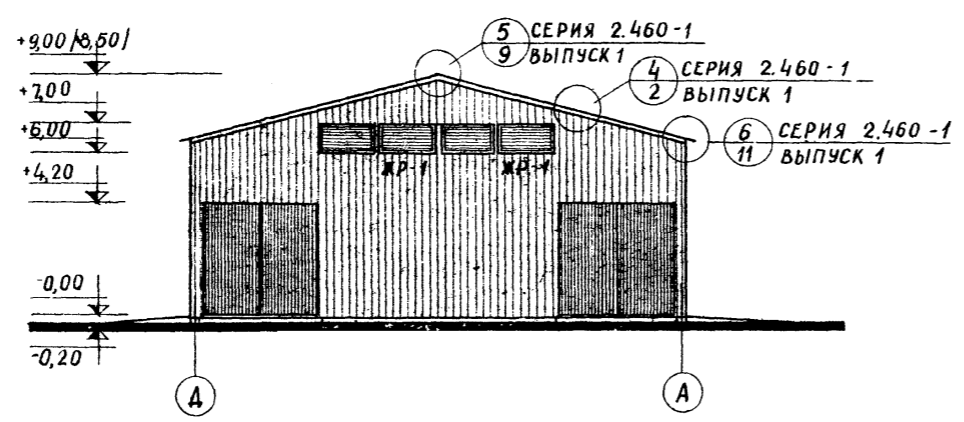 +9,00/8,50/
+7,00
+6,00
+4,20
-0,00
-0,20
5
9
СЕРИЯ 2.460-1
ВЫПУСК 1
4
2
СЕРИЯ 2.460-1
ВЫПУСК 1
6
11
СЕРИЯ 2.460-1
ВЫПУСК 1
ЖР-1
ЖР-1
Д
А